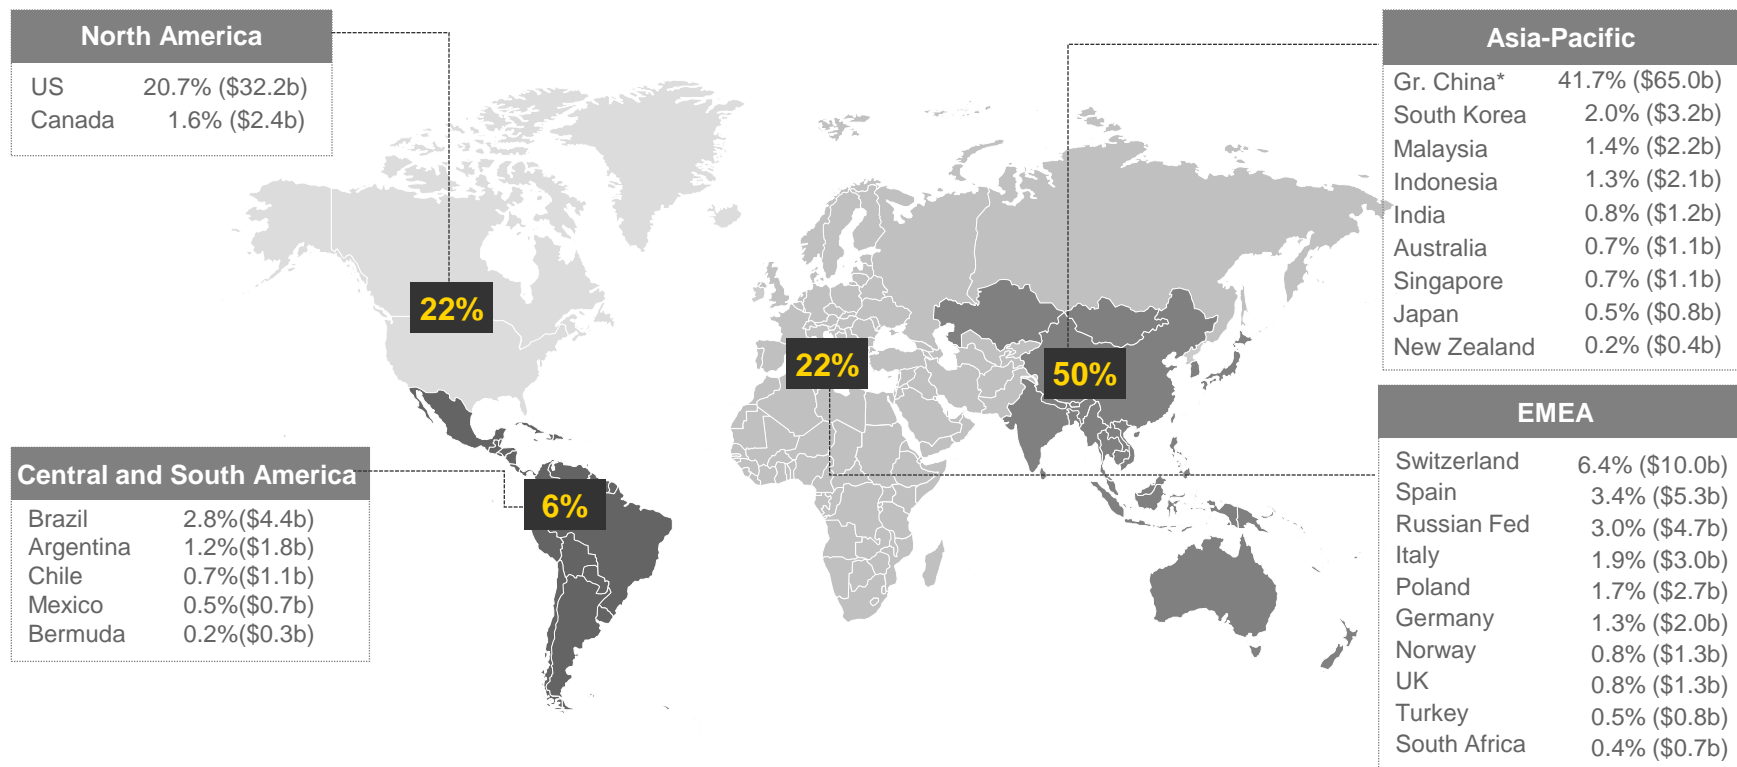 North America
US 20.7% ($32.2b)
Canada 1.6% ($2.4b)
22%
Central and South America
Brazil 2.8%($4.4b)
Argentina 1.2%($1.8b)
Chile 0.7%($1.1b)
Mexico 0.5%($0.7b)
Bermuda 0.2%($0.3b)
6%
22%
50%
Asia-Pacific
Gr. China* 41.7% ($65.0b)
South Korea 2.0% ($3.2b)
Malaysia 1.4% ($2.2b)
Indonesia 1.3% ($2.1b)
India 0.8% ($1.2b)
Australia 0.7% ($1.1b)
Singapore 0.7% ($1.1b)
Japan 0.5% ($0.8b)
New Zealand 0.2% ($0.4b)
EMEA
Switzerland 6.4% ($10.0b)
Spain 3.4% ($5.3b)
Russian Fed 3.0% ($4.7b)
Italy 1.9% ($3.0b)
Poland 1.7% ($2.7b)
Germany 1.3% ($2.0b)
Norway 0.8% ($1.3b)
UK 0.8% ($1.3b)
Turkey 0.5% ($0.8b)
South Africa 0.4% ($0.7b)